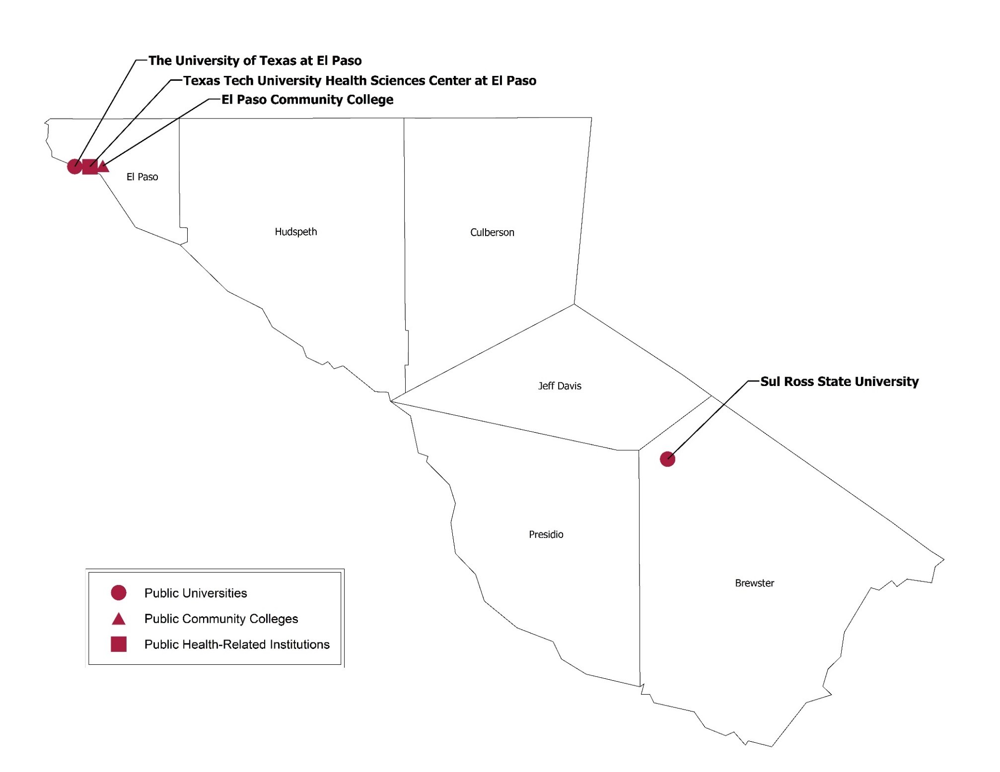 The University of Texas at El Paso
Texas Tech University Health Sciences Center at El Paso
El Paso Community College
El Paso
Hudspeth
Culberson
Jeff Davis
Sul Ross State University
Presidio
Brewster
Public Universities
Public Community Colleges
Public Health-Related Institutions